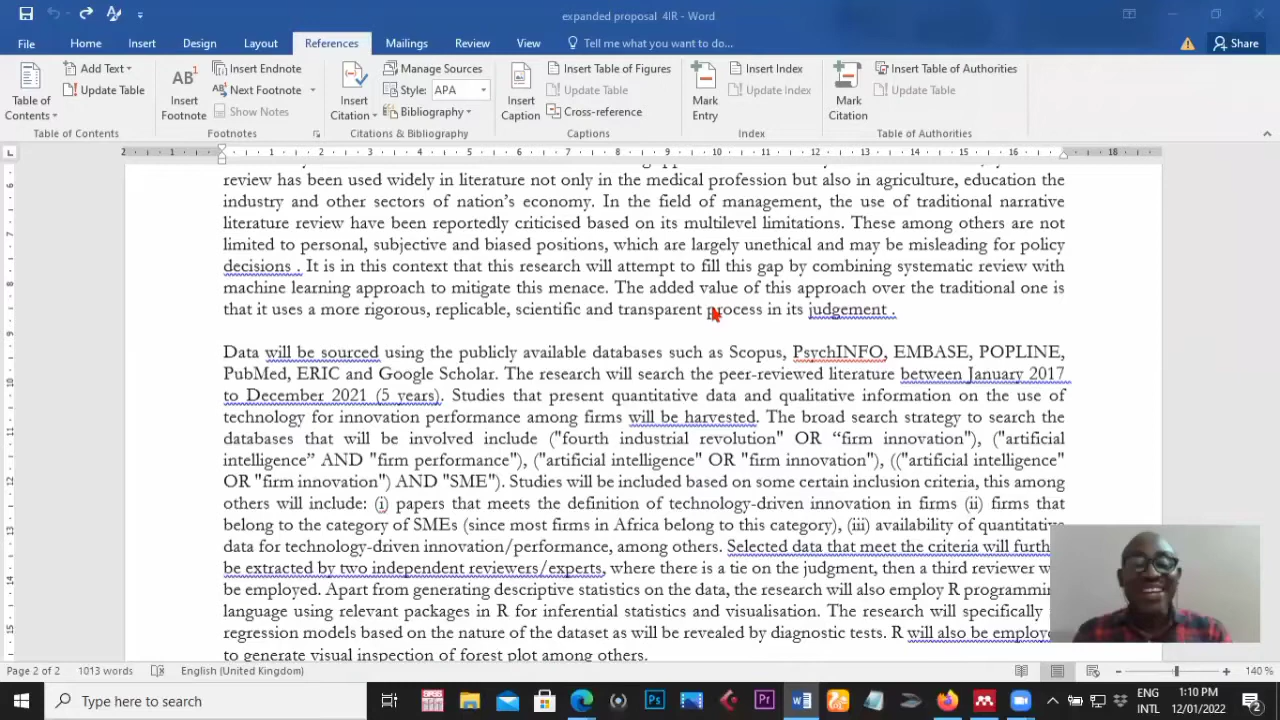 expanded proposal 4IR - Word
File Home Insert Design Layout References Mailings Review View Tell me what you want to do... Share
Table of Contents
Add Text
Update Table
Table of Contents
AB1
Insert Footnote
Insert Endnote
Next Footnote
Show Notes
Footnotes
Insert Citation
Manage Sources
Style: APA
Bibliography
Citations & Bibliography
Insert Caption
Insert Table of Figures
Update Table
Cross-reference
Captions
Mark Entry
Insert Index
Update Index
Index
Mark Citation
Insert Table of Authorities
Update Table
Table of Authorities
2 1 1 2 3 4 5 6 7 8 9 10 11 12 13 14 15 16 17 18
review has been used widely in literature not only in the medical profession but also in agriculture, education the
industry and other sectors of nation's economy. In the field of management, the use of traditional narrative
literature review have been reportedly criticised based on its multilevel limitations. These among others are not
limited to personal, subjective and biased positions, which are largely unethical and may be misleading for policy
decisions . It is in this context that this research will attempt to fill this gap by combining systematic review with
machine learning approach to mitigate this menace. The added value of this approach over the traditional one is
that it uses a more rigorous, replicable, scientific and transparent process in its judgement .
Data will be sourced using the publicly available databases such as Scopus, PsychINFO, EMBASE, POPLINE,
PubMed, ERIC and Google Scholar. The research will search the peer-reviewed literature between January 2017
to December 2021 (5 years). Studies that present quantitative data and qualitative information on the use of
technology for innovation performance among firms will be harvested. The broad search strategy to search the
databases that will be involved include ("fourth industrial revolution" OR “firm innovation"), ("artificial
intelligence” AND "firm performance"), ("artificial intelligence" OR "firm innovation"), (("artificial intelligence"
OR "firm innovation") AND "SME"). Studies will be included based on some certain inclusion criteria, this among
others will include: (i) papers that meets the definition of technology-driven innovation in firms (ii) firms that
belong to the category of SMEs (since most firms in Africa belong to this category), (iii) availability of quantitative
data for technology-driven innovation/performance, among others. Selected data that meet the criteria will furth
be extracted by two independent reviewers/experts, where there is a tie on the judgment, then a third reviewer w
be employed. Apart from generating descriptive statistics on the data, the research will also employ R programmin
language using relevant packages in R for inferential statistics and visualisation. The research will specifically
regression models based on the nature of the dataset as will be revealed by diagnostic tests. R will also be employe
to generate visual inspection of forest plot among others.
Page 2 of 2 1013 words English (United Kingdom) 140 %
Type here to search
ENG
INTL
1:10 PM
12/01/2022